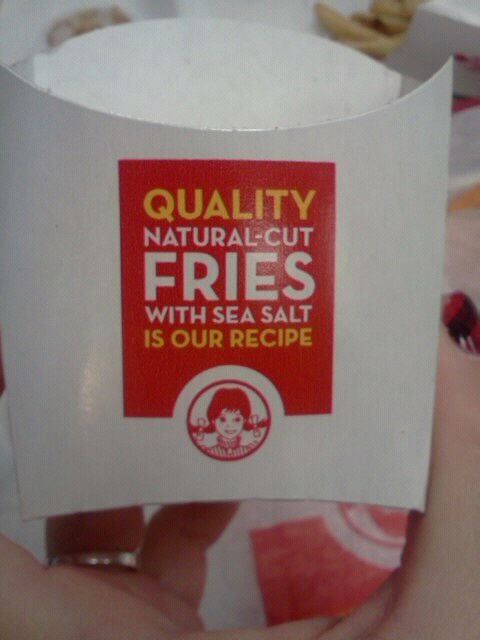 QUALITY
NATURAL-CUT
FRIES
WITH SEA SALT
IS OUR RECIPE